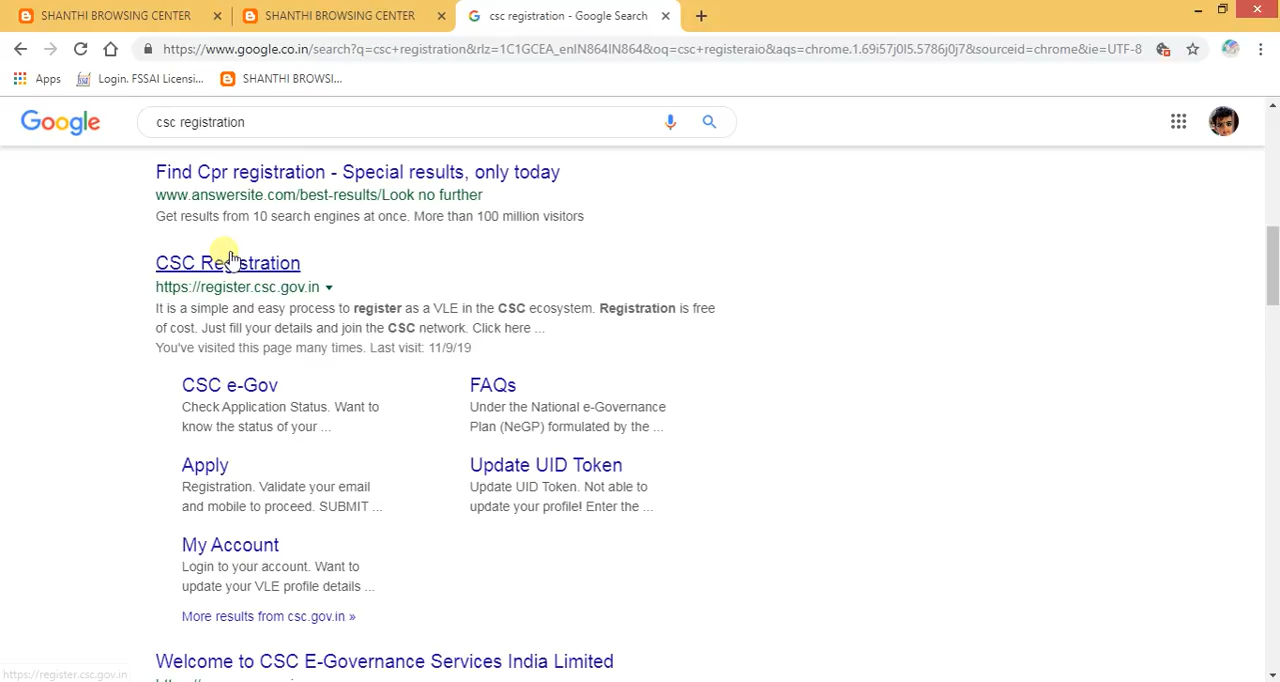 SHANTHI BROWSING CENTER
SHANTHI BROWSING CENTER
csc registration - Google Search
https://www.google.co.in/search?q=csc+registration&rlz=1C1GCEA_enIN864IN864&oq=csc+registeraio&aqs=chrome.1.69i57j0l5.5786j0j7&sourceid=chrome&ie=UTF-8
Apps
Login. FSSAI Licensi...
SHANTHI BROWSI...
Google
csc registration
Find Cpr registration - Special results, only today
www.answersite.com/best-results/Look no further
Get results from 10 search engines at once. More than 100 million visitors
CSC Registration
https://register.csc.gov.in
It is a simple and easy process to register as a VLE in the CSC ecosystem. Registration is free
of cost. Just fill your details and join the CSC network. Click here ...
You've visited this page many times. Last visit: 11/9/19
CSC e-Gov
Check Application Status. Want to
know the status of your ...
FAQs
Under the National e-Governance
Plan (NeGP) formulated by the ...
Apply
Registration. Validate your email
and mobile to proceed. SUBMIT ...
Update UID Token
Update UID Token. Not able to
update your profile! Enter the ...
My Account
Login to your account. Want to
update your VLE profile details ...
More results from csc.gov.in »
Welcome to CSC E-Governance Services India Limited
https://register.csc.gov.in